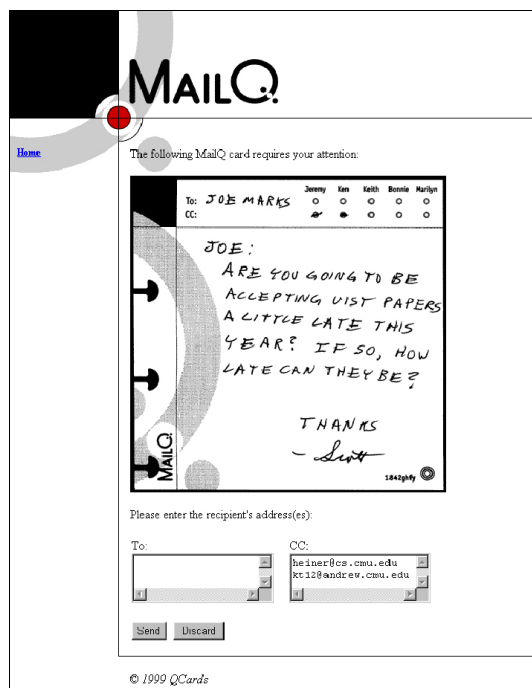 MAILQ
Home
The following MailQ card requires your attention:
Jeremy Ken Keith Bonnie Marilyn
To: JOE MARKS
CC:
JOE:
ARE YOU GOING TO BE
ACCEPTING UIST PAPERS
A LITTLE LATE THIS
YEAR? IF SO, HOW
LATE CAN THEY BE?
THANKS
- Scott
MAILQ
1842ghfy
Please enter the recipient's address(es):
To: CC:
heiner@cs.cmu.edu
kt12@andrew.cmu.edu
Send Discard
© 1999 QCards